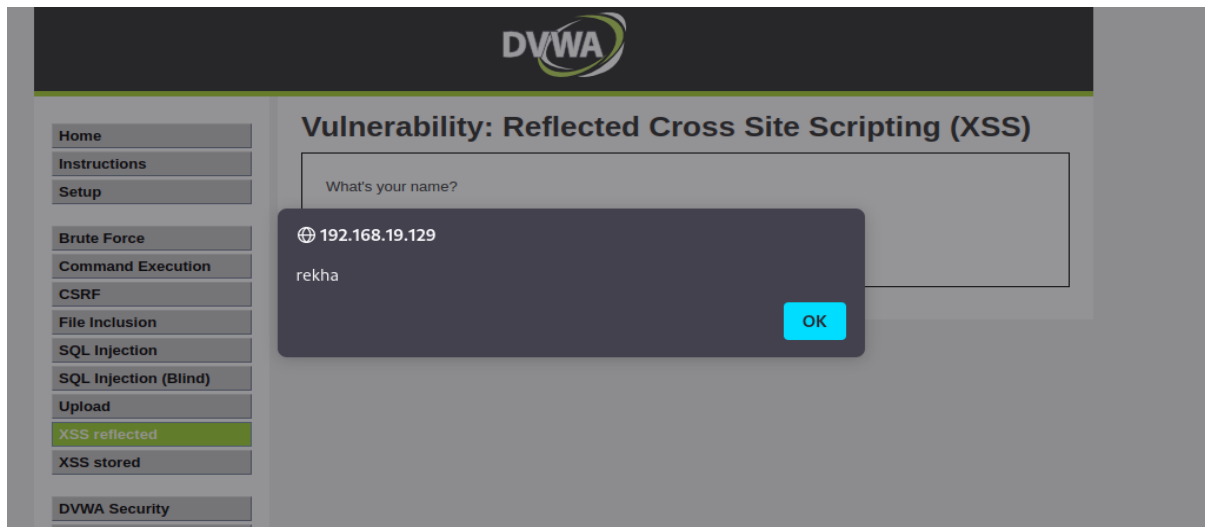 DVWA
Vulnerability: Reflected Cross Site Scripting (XSS)
Home
Instructions
Setup
Brute Force
Command Execution
CSRF
File Inclusion
SQL Injection
SQL Injection (Blind)
Upload
XSS reflected
XSS stored
DVWA Security
What's your name?
192.168.19.129
rekha
OK